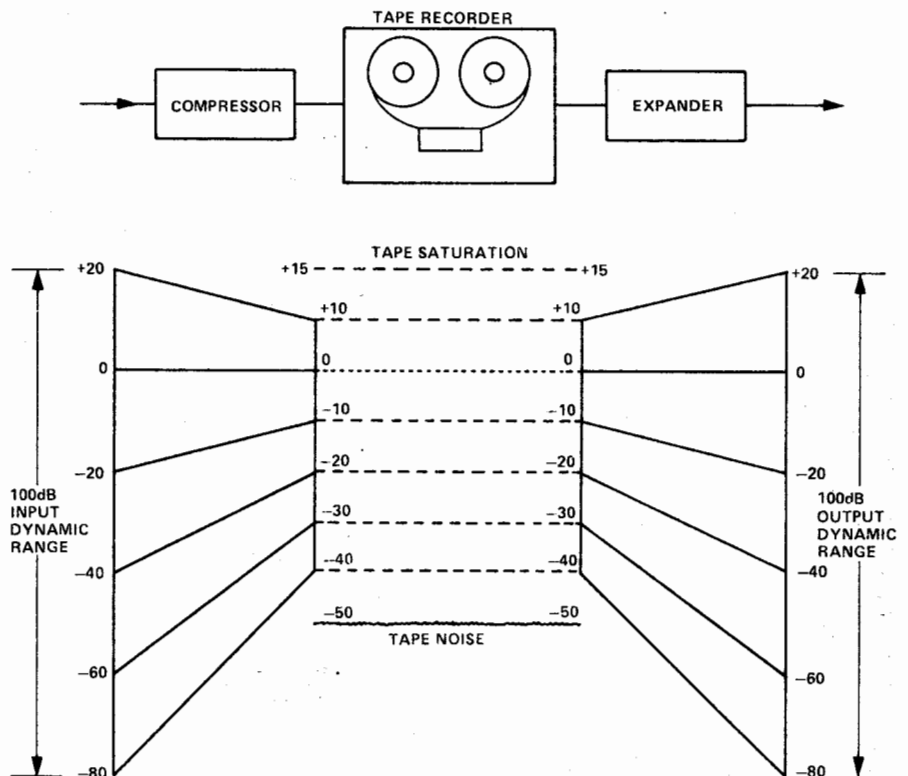 TAPE RECORDER
COMPRESSOR
EXPANDER
TAPE SATURATION
+20
+15
+15
+20
+10
+10
0
0
0
0
−10
−10
−20
−20
−20
−20
100dB
INPUT
DYNAMIC
RANGE
−30
−30
100dB
OUTPUT
DYNAMIC
RANGE
−40
−40
−40
−40
−50
−50
TAPE NOISE
−60
−60
−80
−80